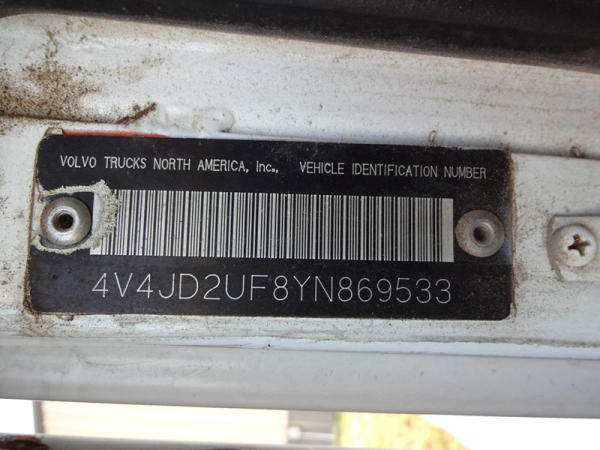 VOLVO TRUCKS NORTH AMERICA, Inc., VEHICLE IDENTIFICATION NUMBER
4V4JD2UF8YN869533